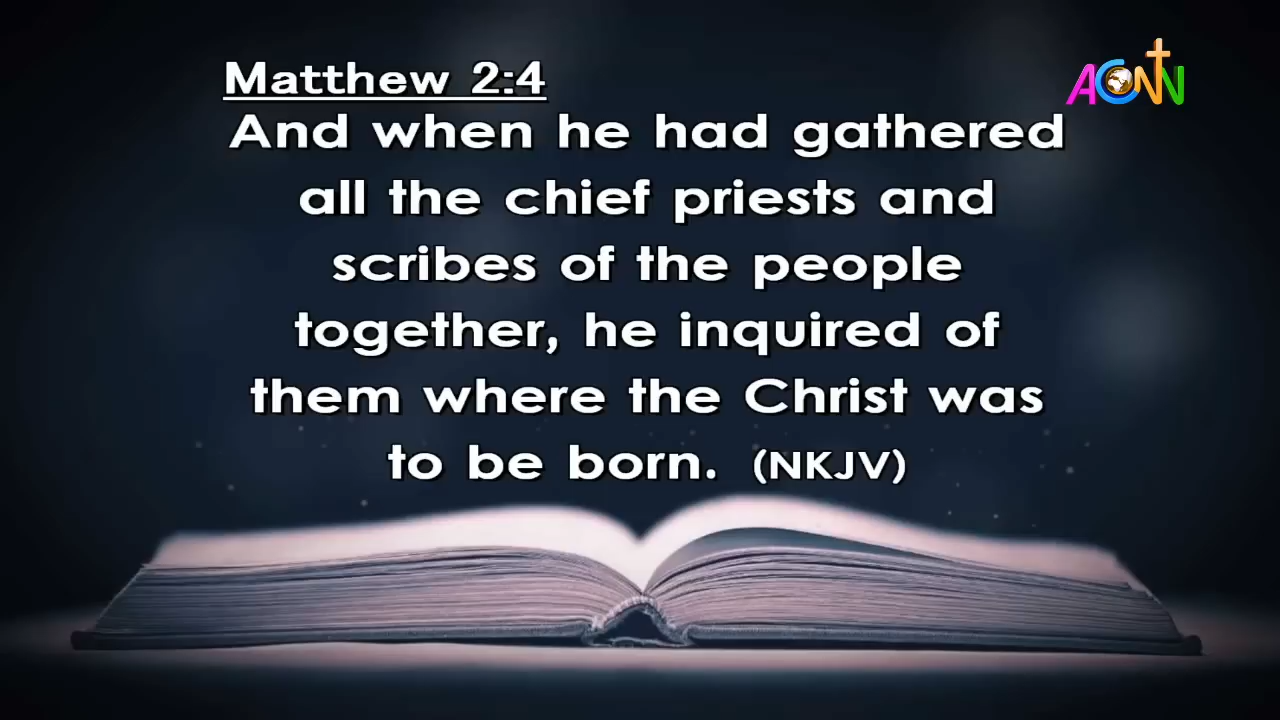 Matthew 2:4
ACNN
And when he had gathered
all the chief priests and
scribes of the people
together, he inquired of
them where the Christ was
to be born. (NKJV)